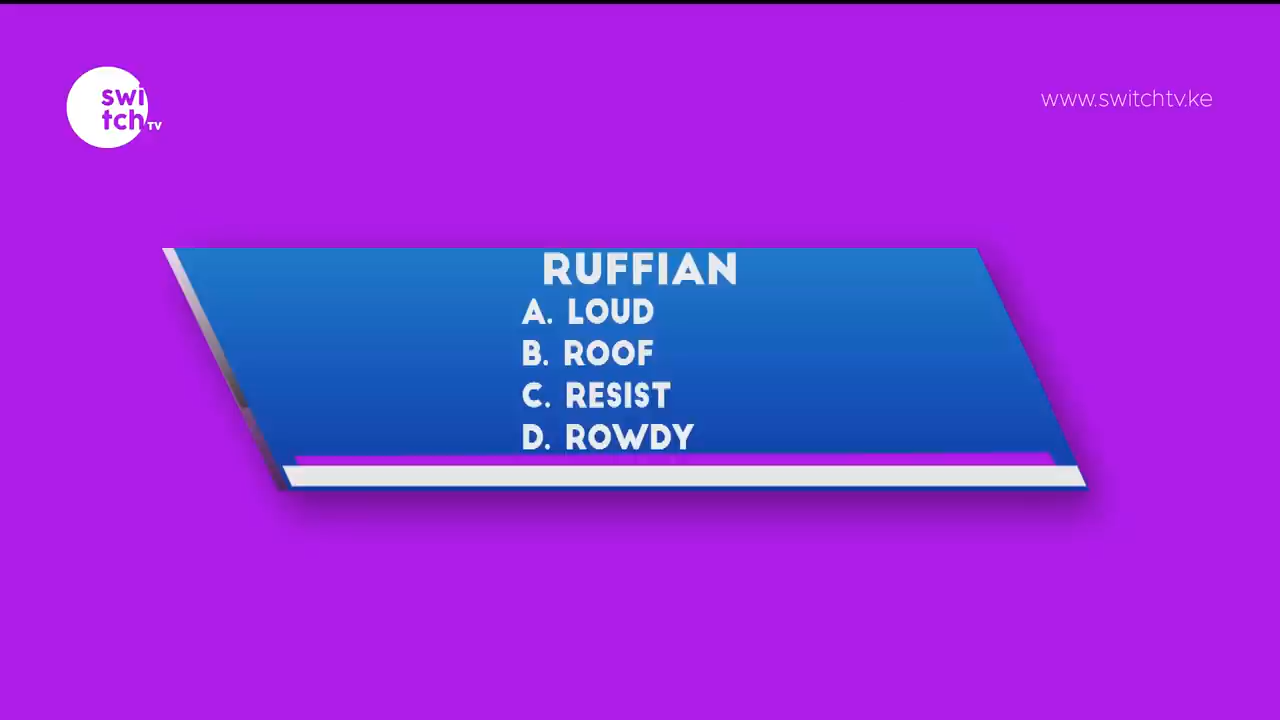 swi
tch TV
www.switchtv.ke
RUFFIAN
A. LOUD
B. ROOF
C. RESIST
D. ROWDY